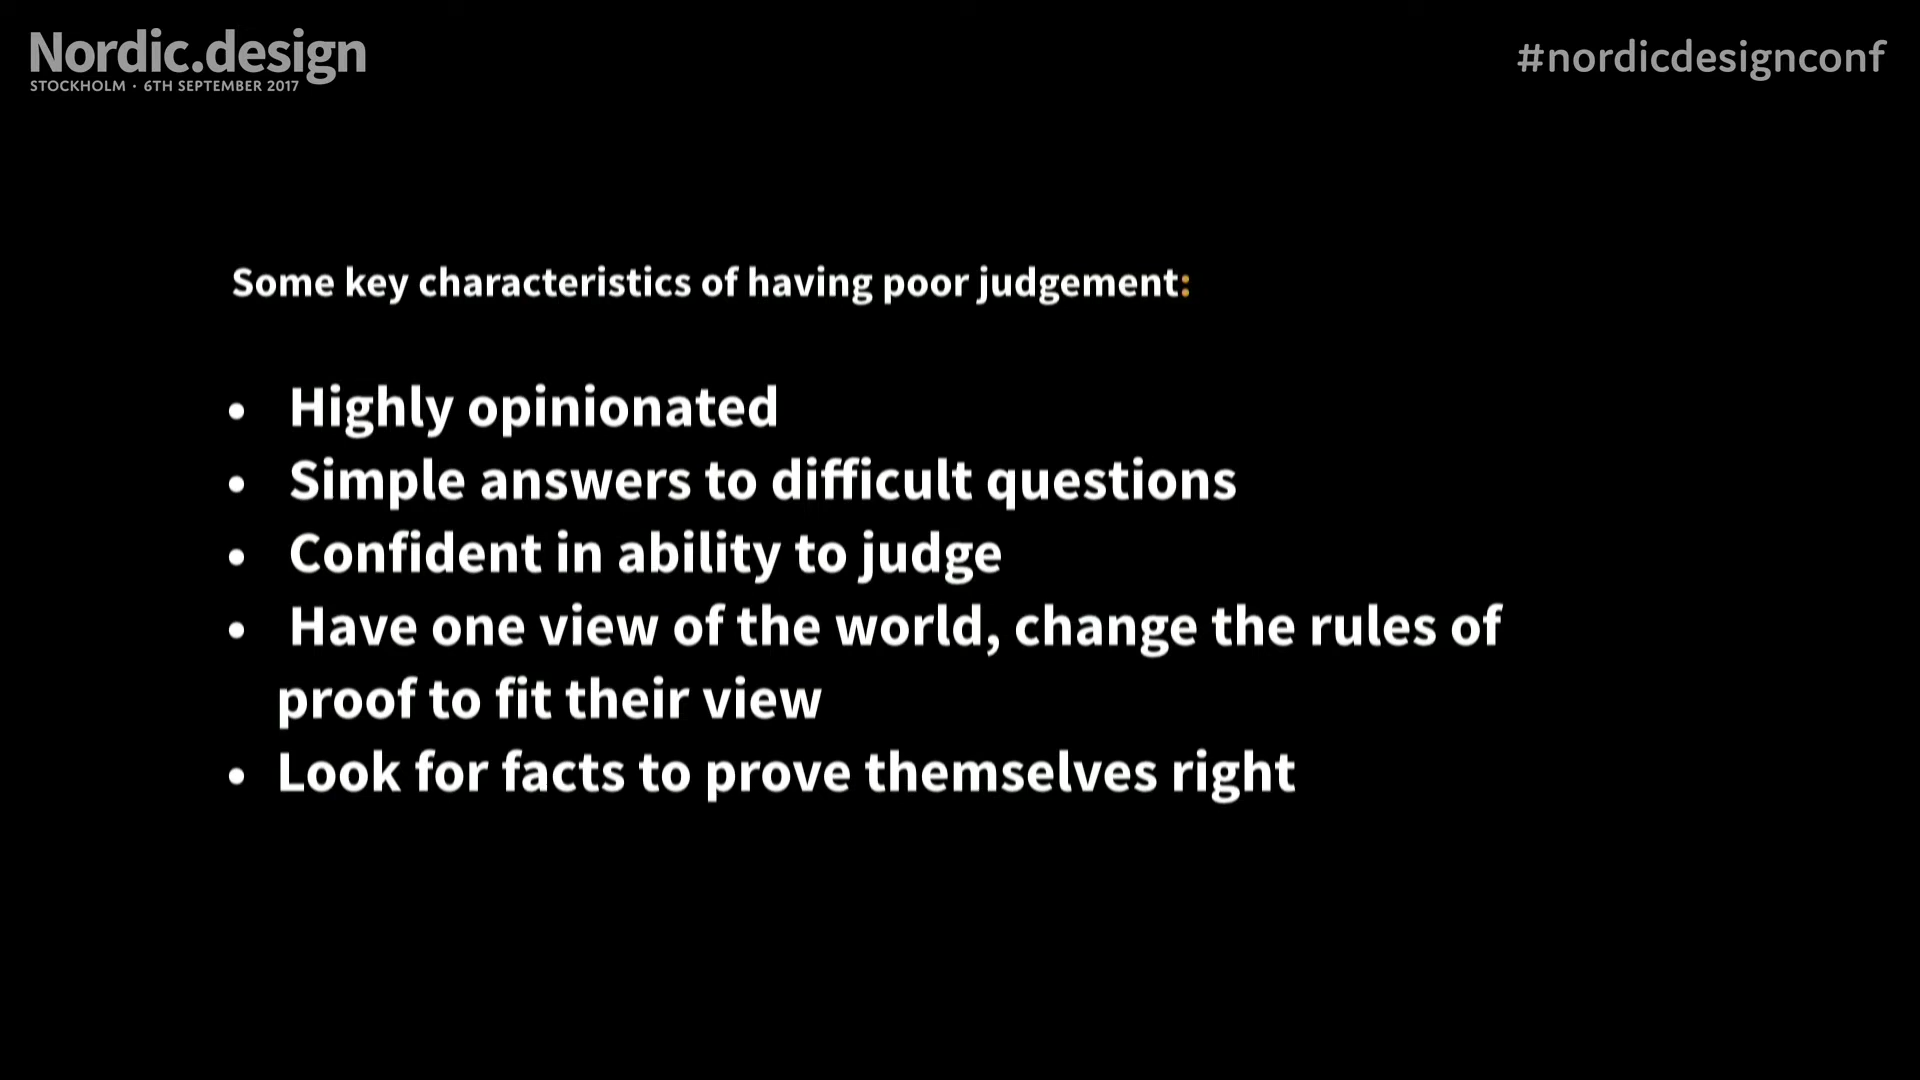 Nordic.design
STOCKHOLM · 6TH SEPTEMBER 2017
#nordicdesignconf
Some key characteristics of having poor judgement:
• Highly opinionated
• Simple answers to difficult questions
• Confident in ability to judge
• Have one view of the world, change the rules of
proof to fit their view
• Look for facts to prove themselves right